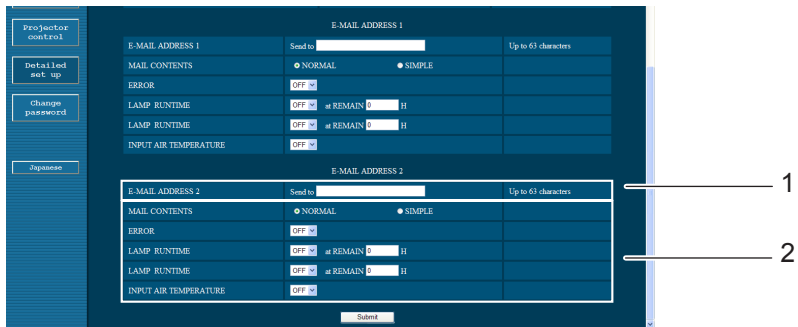 Projector
control
Detailed
set up
Change
password
Japanese
E-MAIL ADDRESS 1
E-MAIL ADDRESS 1 Send to Up to 63 characters
MAIL CONTENTS NORMAL SIMPLE
ERROR OFF
LAMP RUNTIME OFF at REMAIN 0 H
LAMP RUNTIME OFF at REMAIN 0 H
INPUT AIR TEMPERATURE OFF
E-MAIL ADDRESS 2
E-MAIL ADDRESS 2 Send to Up to 63 characters 1
MAIL CONTENTS NORMAL SIMPLE
ERROR OFF
LAMP RUNTIME OFF at REMAIN 0 H 2
LAMP RUNTIME OFF at REMAIN 0 H
INPUT AIR TEMPERATURE OFF
Submit